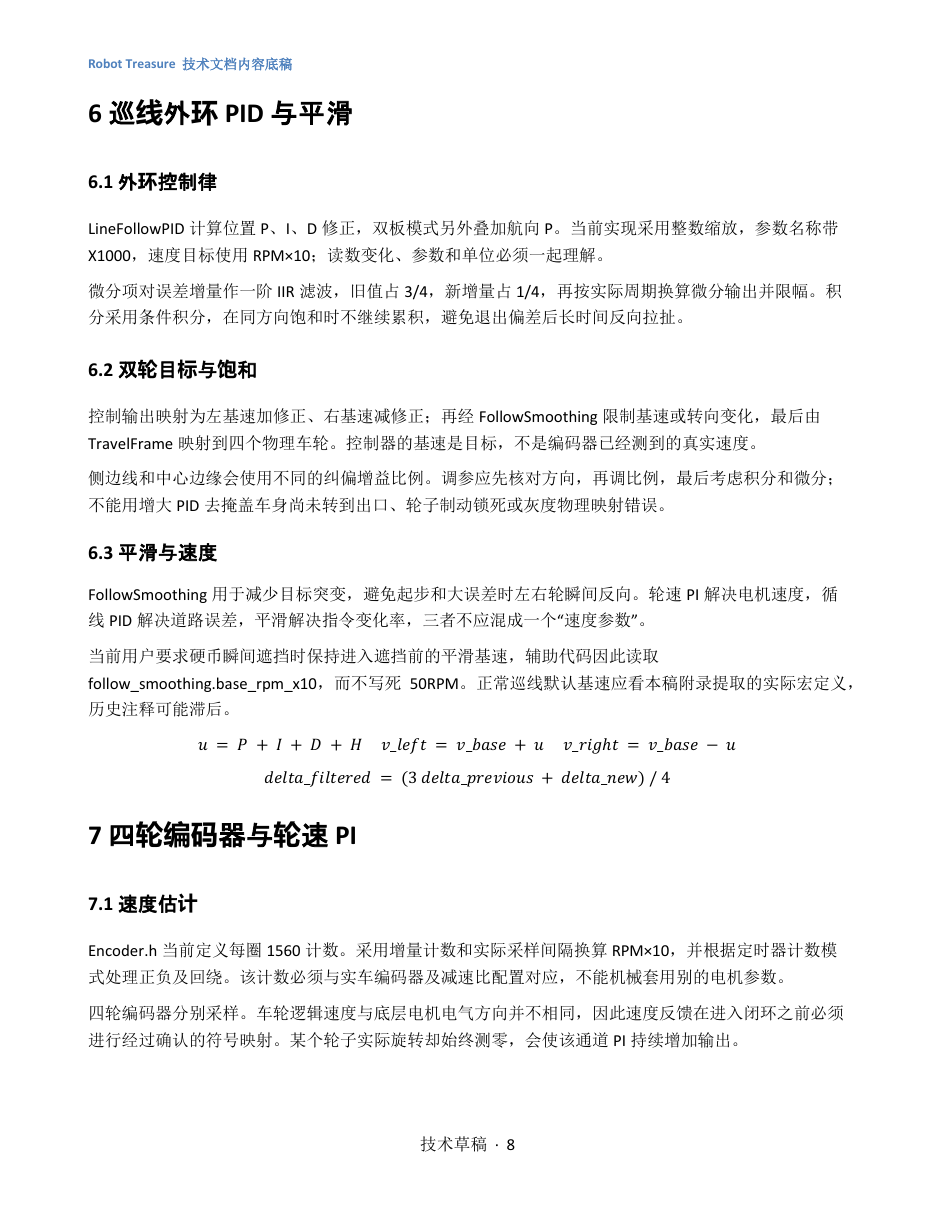 Robot Treasure 技术文档内容底稿
6 巡线外环 PID 与平滑
6.1 外环控制律
LineFollowPID 计算位置 P、I、D 修正，双板模式另外叠加航向 P。当前实现采用整数缩放，参数名称带
X1000，速度目标使用 RPM×10；读数变化、参数和单位必须一起理解。
微分项对误差增量作一阶 IIR 滤波，旧值占 3/4，新增量占 1/4，再按实际周期换算微分输出并限幅。积
分采用条件积分，在同方向饱和时不继续累积，避免退出偏差后长时间反向拉扯。
6.2 双轮目标与饱和
控制输出映射为左基速加修正、右基速减修正；再经 FollowSmoothing 限制基速或转向变化，最后由
TravelFrame 映射到四个物理车轮。控制器的基速是目标，不是编码器已经测到的真实速度。
侧边线和中心边缘会使用不同的纠偏增益比例。调参应先核对方向，再调比例，最后考虑积分和微分；
不能用增大 PID 去掩盖车身尚未转到出口、轮子制动锁死或灰度物理映射错误。
6.3 平滑与速度
FollowSmoothing 用于减少目标突变，避免起步和大误差时左右轮瞬间反向。轮速 PI 解决电机速度，循
线 PID 解决道路误差，平滑解决指令变化率，三者不应混成一个“速度参数”。
当前用户要求硬币瞬间遮挡时保持进入遮挡前的平滑基速，辅助代码因此读取
follow_smoothing.base_rpm_x10，而不写死 50RPM。正常巡线默认基速应看本稿附录提取的实际宏定义，
历史注释可能滞后。
u = P + I + D + H v_left = v_base + u v_right = v_base − u
delta_filtered = (3 delta_previous + delta_new) / 4
7 四轮编码器与轮速 PI
7.1 速度估计
Encoder.h 当前定义每圈 1560 计数。采用增量计数和实际采样间隔换算 RPM×10，并根据定时器计数模
式处理正负及回绕。该计数必须与实车编码器及减速比配置对应，不能机械套用别的电机参数。
四轮编码器分别采样。车轮逻辑速度与底层电机电气方向并不相同，因此速度反馈在进入闭环之前必须
进行经过确认的符号映射。某个轮子实际旋转却始终测零，会使该通道 PI 持续增加输出。
技术草稿 · 8